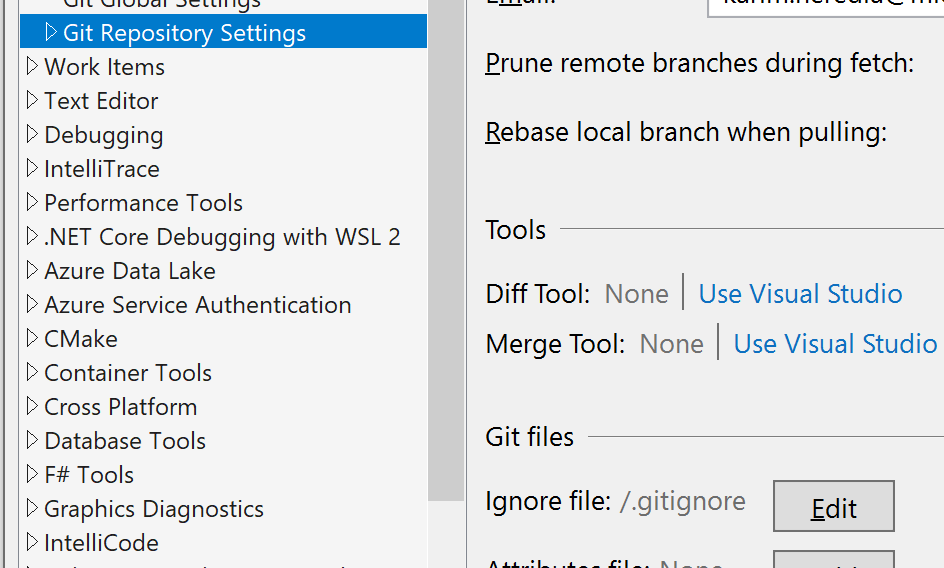 Git Global Settings
Git Repository Settings
Work Items
Text Editor
Debugging
IntelliTrace
Performance Tools
.NET Core Debugging with WSL 2
Azure Data Lake
Azure Service Authentication
CMake
Container Tools
Cross Platform
Database Tools
F# Tools
Graphics Diagnostics
IntelliCode
Email:
Prune remote branches during fetch:
Rebase local branch when pulling:
Tools
Diff Tool: None | Use Visual Studio
Merge Tool: None | Use Visual Studio
Git files
Ignore file: /.gitignore Edit
Attributes file: None